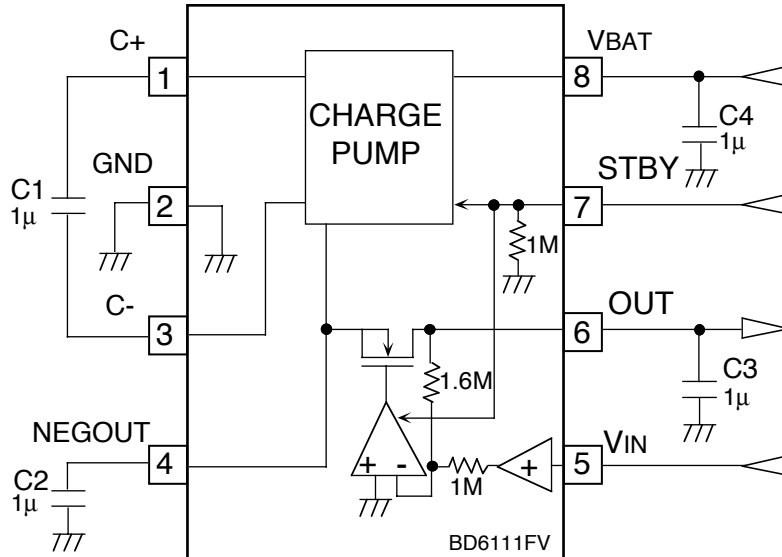 C+
1
VBAT
8
CHARGE
PUMP
C4
1μ
GND
STBY
C1
1μ
2
7
1M
C-
3
OUT
6
1.6M
C3
1μ
NEGOUT
4
VIN
5
+ -
+
1M
C2
1μ
BD6111FV